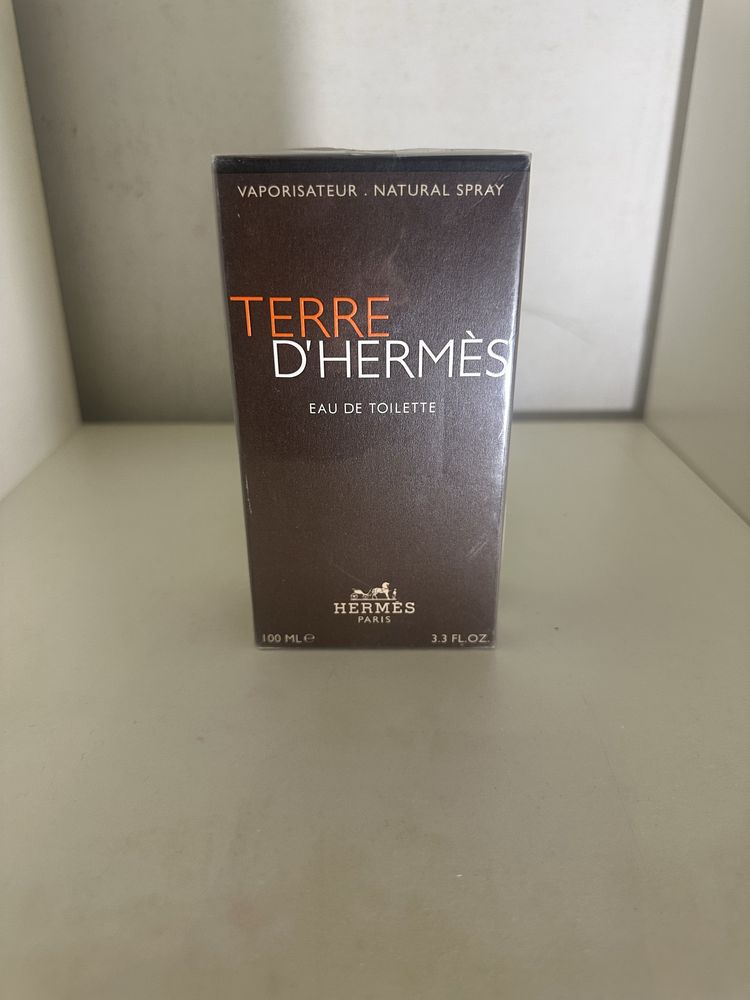 VAPORISATEUR . NATURAL SPRAY
TERRE
D'HERMÈS
EAU DE TOILETTE
HERMÈS
PARIS
100 ML ℮
3.3 FL.OZ.